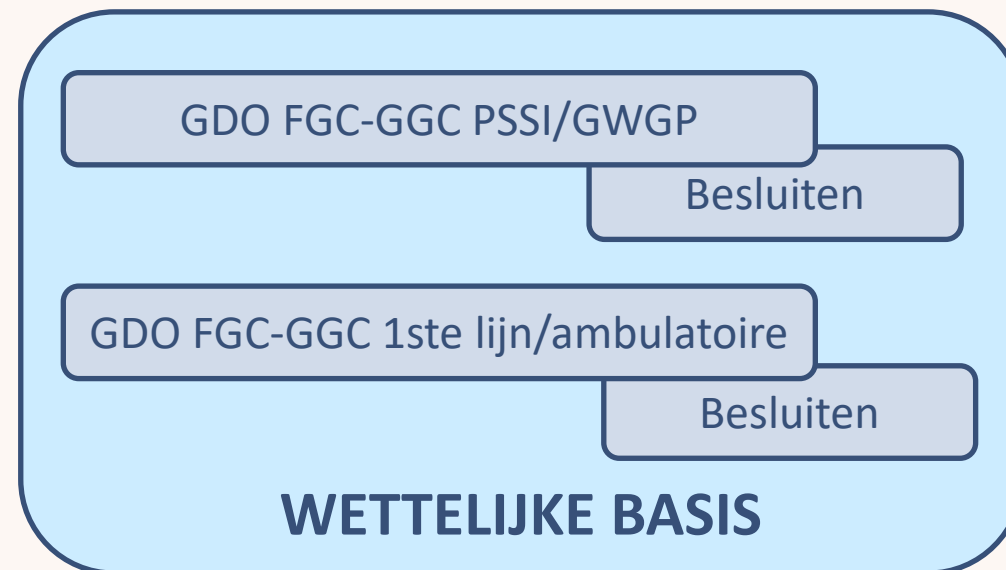 GDO FGC-GGC PSSI/GWGP
Besluiten
GDO FGC-GGC 1ste lijn/ambulatoire
Besluiten
WETTELIJKE BASIS